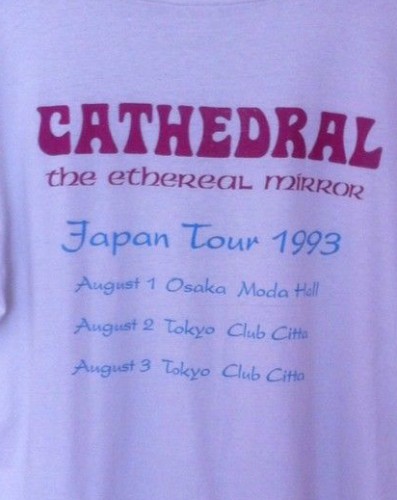 CATHEDRAL
the ethereal mirror
Japan Tour 1993
August 1 Osaka Moda Hall
August 2 Tokyo Club Citta
August 3 Tokyo Club Citta